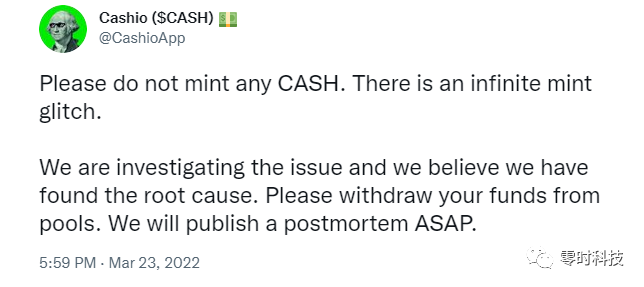 Cashio ($CASH) 💵
@CashioApp
Please do not mint any CASH. There is an infinite mint
glitch.
We are investigating the issue and we believe we have
found the root cause. Please withdraw your funds from
pools. We will publish a postmortem ASAP.
5:59 PM · Mar 23, 2022
零时科技